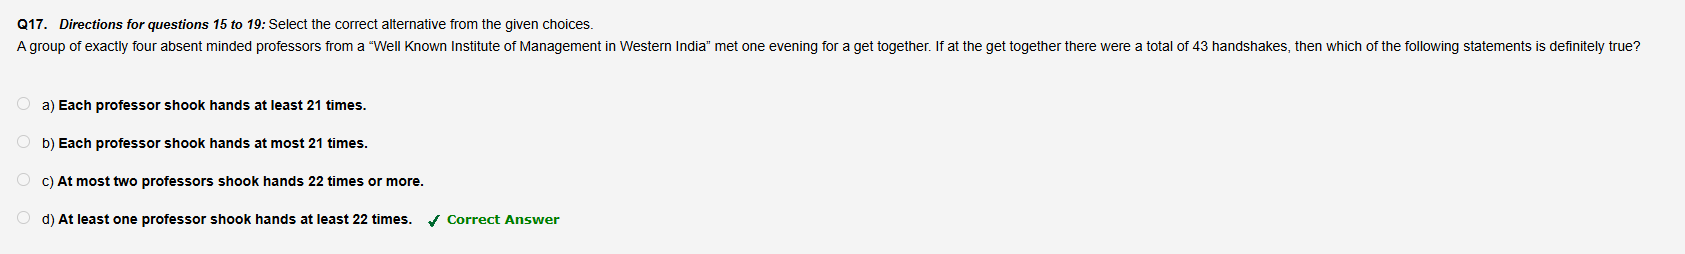 Q17. Directions for questions 15 to 19: Select the correct alternative from the given choices.
A group of exactly four absent minded professors from a “Well Known Institute of Management in Western India” met one evening for a get together. If at the get together there were a total of 43 handshakes, then which of the following statements is definitely true?
a) Each professor shook hands at least 21 times.
b) Each professor shook hands at most 21 times.
c) At most two professors shook hands 22 times or more.
d) At least one professor shook hands at least 22 times. ✓ Correct Answer